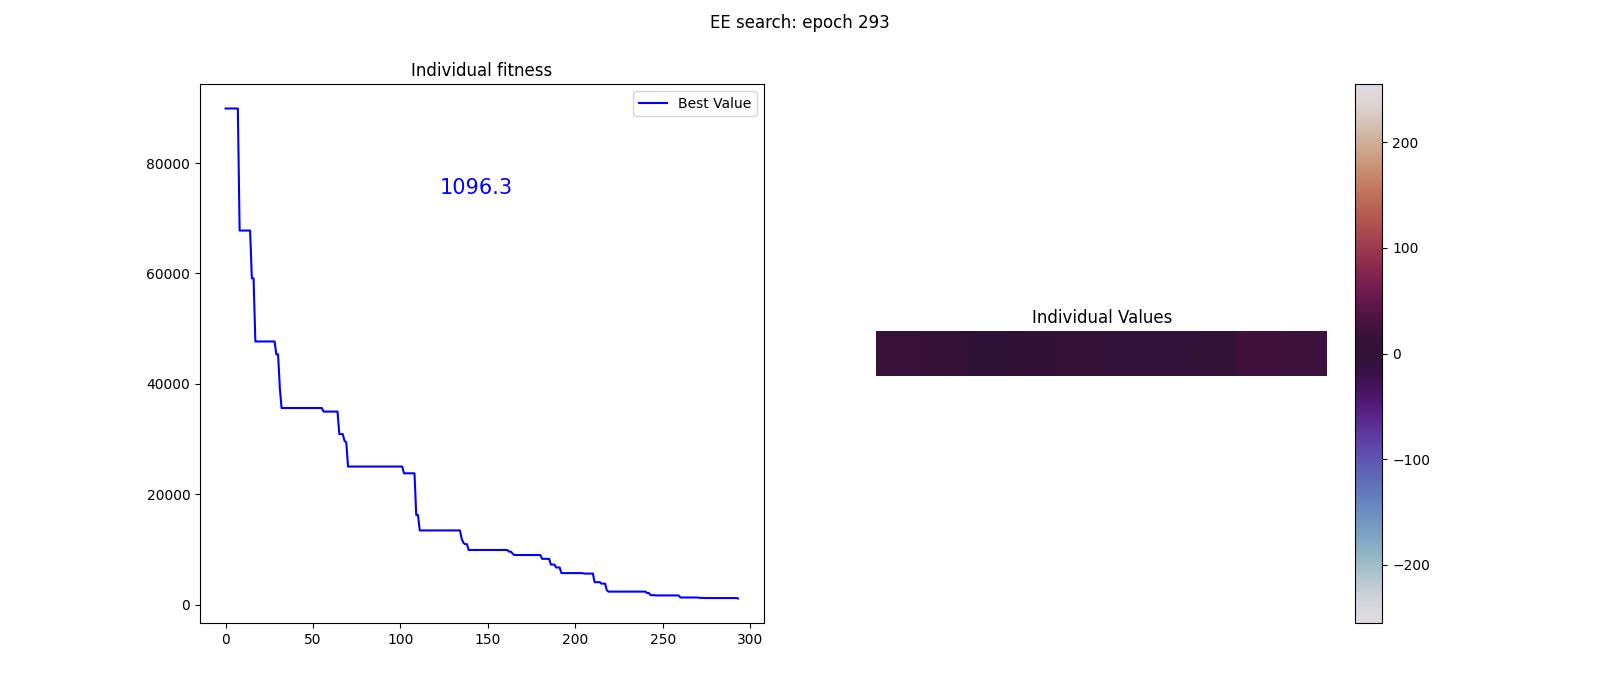 EE search: epoch 293
Individual fitness
Best Value
1096.3
80000
60000
40000
20000
0
0 50 100 150 200 250 300
Individual Values
200
100
0
−100
−200